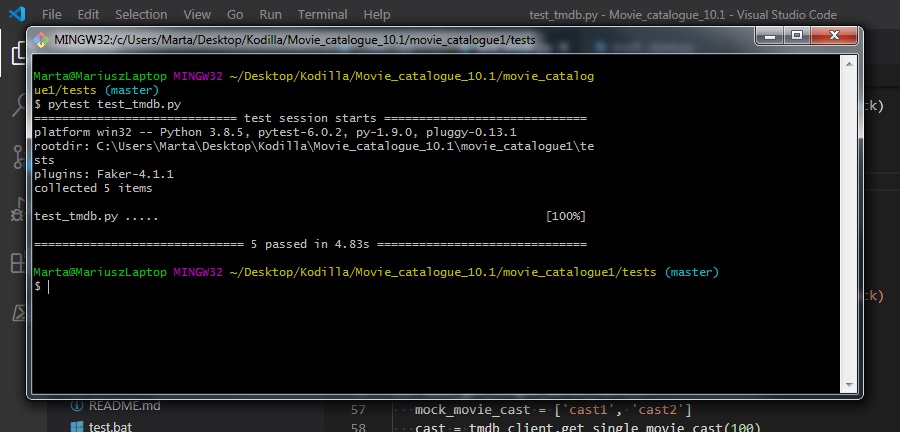 File Edit View Go Run Terminal Help test_tmdb.py - Movie_catalogue_10.1 - Visual Studio Code
MINGW32:/c/Users/Marta/Desktop/Kodilla/Movie_catalogue_10.1/movie_catalogue1/tests
Marta@MariuszLaptop MINGW32 ~/Desktop/Kodilla/Movie_catalogue_10.1/movie_catalog
ue1/tests (master)
$ pytest test_tmdb.py
============================= test session starts =============================
platform win32 -- Python 3.8.5, pytest-6.0.2, py-1.9.0, pluggy-0.13.1
rootdir: C:\Users\Marta\Desktop\Kodilla\Movie_catalogue_10.1\movie_catalogue1\te
sts
plugins: Faker-4.1.1
collected 5 items
test_tmdb.py ..... [100%]
============================== 5 passed in 4.83s ==============================
Marta@MariuszLaptop MINGW32 ~/Desktop/Kodilla/Movie_catalogue_10.1/movie_catalogue1/tests (master)
$
README.md
57 mock_movie_cast = ['cast1', 'cast2']
test.bat
58 cast = tmdb_client.get_single_movie_cast(100)